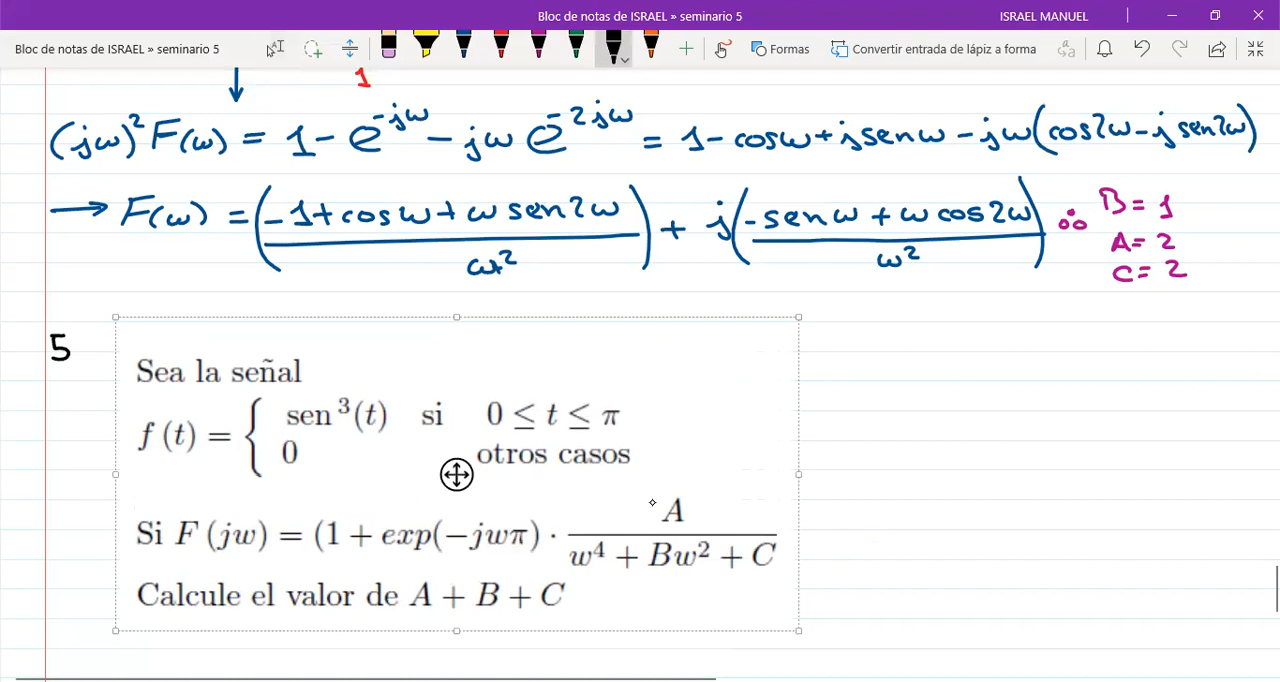 Bloc de notas de ISRAEL » seminario 5
ISRAEL MANUEL
Bloc de notas de ISRAEL » seminario 5
Formas
Convertir entrada de lápiz a forma
1
(jω)² F(ω) = 1 - e^{-jω} - jω e^{-2jω} = 1 - cosω + jsenω - jω(cos2ω - jsen2ω)
→ F(ω) = ((-1 + cosω + ω sen2ω)/ω²) + j((-senω + ω cos2ω)/ω²) ∴ B = 1
A = 2
C = 2
5
Sea la señal
f (t) = { sen³(t) si 0 ≤ t ≤ π
0 otros casos
Si F (jw) = (1 + exp(−jwπ) · A / (w⁴ + Bw² + C)
Calcule el valor de A + B + C